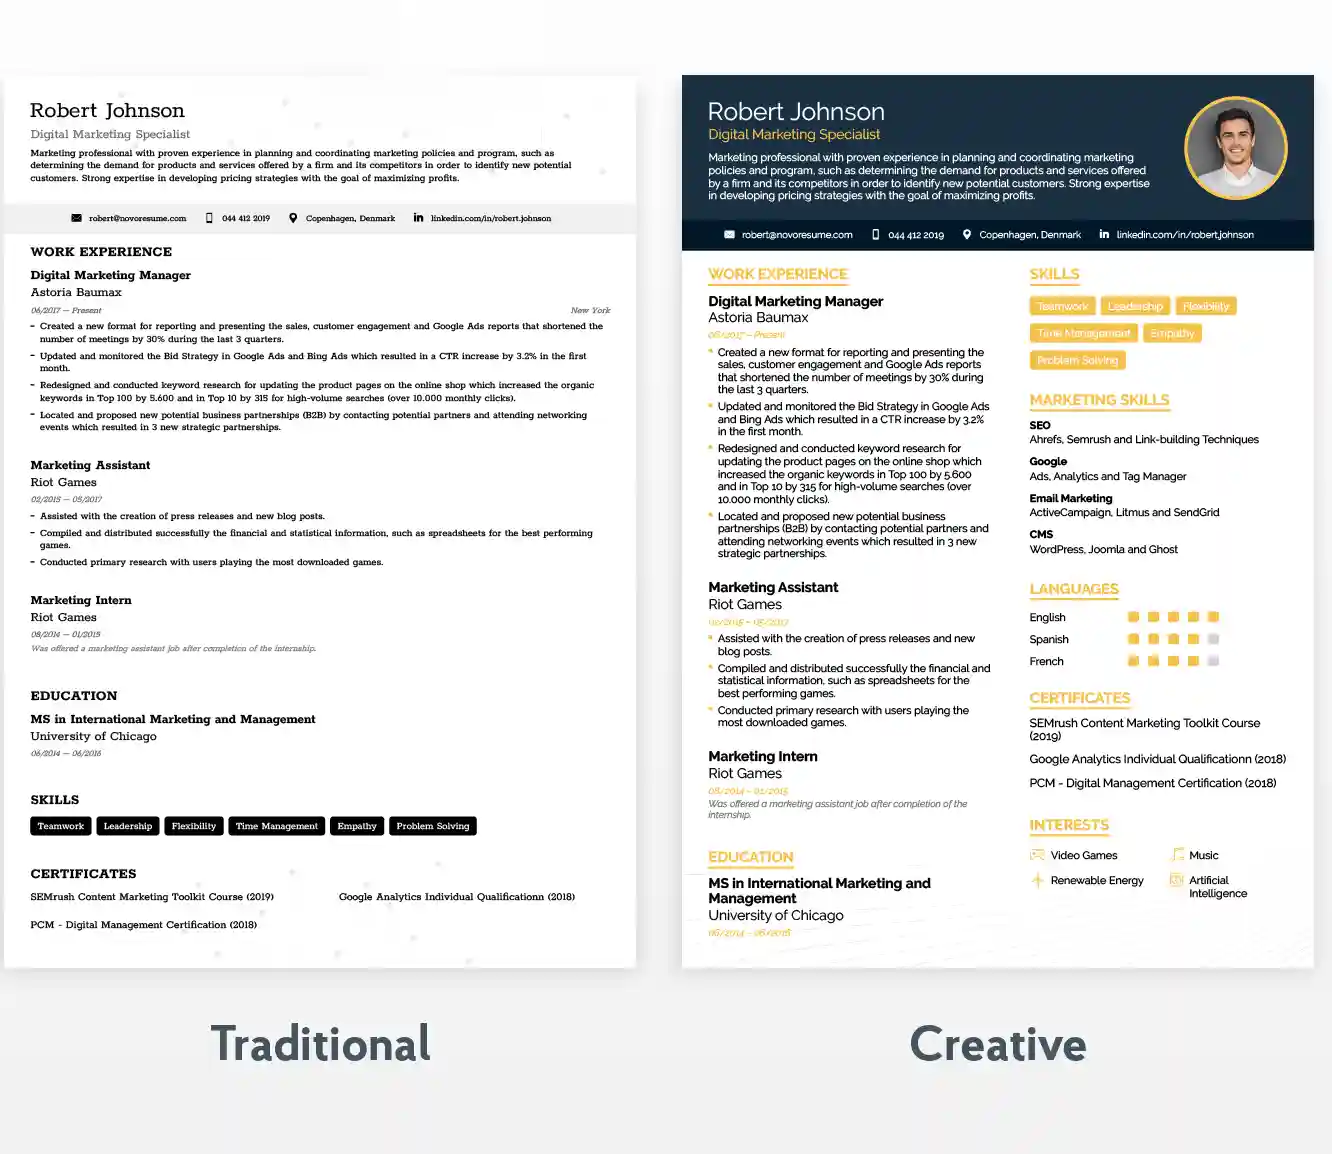 Robert Johnson
Digital Marketing Specialist
Marketing professional with proven experience in planning and coordinating marketing policies and program, such as
determining the demand for products and services offered by a firm and its competitors in order to identify new potential
customers. Strong expertise in developing pricing strategies with the goal of maximizing profits.
robert@novoresume.com 044 412 2019 Copenhagen, Denmark linkedin.com/in/robert.johnson
WORK EXPERIENCE
Digital Marketing Manager
Astoria Baumax
06/2017 – Present New York
- Created a new format for reporting and presenting the sales, customer engagement and Google Ads reports that shortened the
number of meetings by 30% during the last 3 quarters.
- Updated and monitored the Bid Strategy in Google Ads and Bing Ads which resulted in a CTR increase by 3.2% in the first
month.
- Redesigned and conducted keyword research for updating the product pages on the online shop which increased the organic
keywords in Top 100 by 5.600 and in Top 10 by 315 for high-volume searches (over 10.000 monthly clicks).
- Located and proposed new potential business partnerships (B2B) by contacting potential partners and attending networking
events which resulted in 3 new strategic partnerships.
Marketing Assistant
Riot Games
02/2015 – 05/2017
- Assisted with the creation of press releases and new blog posts.
- Compiled and distributed successfully the financial and statistical information, such as spreadsheets for the best performing
games.
- Conducted primary research with users playing the most downloaded games.
Marketing Intern
Riot Games
08/2014 – 01/2015
Was offered a marketing assistant job after completion of the internship.
EDUCATION
MS in International Marketing and Management
University of Chicago
06/2014 – 06/2016
SKILLS
Teamwork Leadership Flexibility Time Management Empathy Problem Solving
CERTIFICATES
SEMrush Content Marketing Toolkit Course (2019) Google Analytics Individual Qualificationn (2018)
PCM - Digital Management Certification (2018)
Traditional
Robert Johnson
Digital Marketing Specialist
Marketing professional with proven experience in planning and coordinating marketing
policies and program, such as determining the demand for products and services offered
by a firm and its competitors in order to identify new potential customers. Strong expertise
in developing pricing strategies with the goal of maximizing profits.
robert@novoresume.com 044 412 2019 Copenhagen, Denmark linkedin.com/in/robert.johnson
WORK EXPERIENCE
Digital Marketing Manager
Astoria Baumax
06/2017 – Present
Created a new format for reporting and presenting the
sales, customer engagement and Google Ads reports
that shortened the number of meetings by 30% during
the last 3 quarters.
Updated and monitored the Bid Strategy in Google Ads
and Bing Ads which resulted in a CTR increase by 3.2%
in the first month.
Redesigned and conducted keyword research for
updating the product pages on the online shop which
increased the organic keywords in Top 100 by 5.600
and in Top 10 by 315 for high-volume searches (over
10.000 monthly clicks).
Located and proposed new potential business
partnerships (B2B) by contacting potential partners and
attending networking events which resulted in 3 new
strategic partnerships.
Marketing Assistant
Riot Games
02/2015 – 05/2017
Assisted with the creation of press releases and new
blog posts.
Compiled and distributed successfully the financial and
statistical information, such as spreadsheets for the
best performing games.
Conducted primary research with users playing the
most downloaded games.
Marketing Intern
Riot Games
08/2014 – 01/2015
Was offered a marketing assistant job after completion of the
internship.
EDUCATION
MS in International Marketing and
Management
University of Chicago
06/2014 – 06/2016
SKILLS
Teamwork Leadership Flexibility
Time Management Empathy
Problem Solving
MARKETING SKILLS
SEO
Ahrefs, Semrush and Link-building Techniques
Google
Ads, Analytics and Tag Manager
Email Marketing
ActiveCampaign, Litmus and SendGrid
CMS
WordPress, Joomla and Ghost
LANGUAGES
English
Spanish
French
CERTIFICATES
SEMrush Content Marketing Toolkit Course
(2019)
Google Analytics Individual Qualificationn (2018)
PCM - Digital Management Certification (2018)
INTERESTS
Video Games Music
Renewable Energy Artificial
Intelligence
Creative